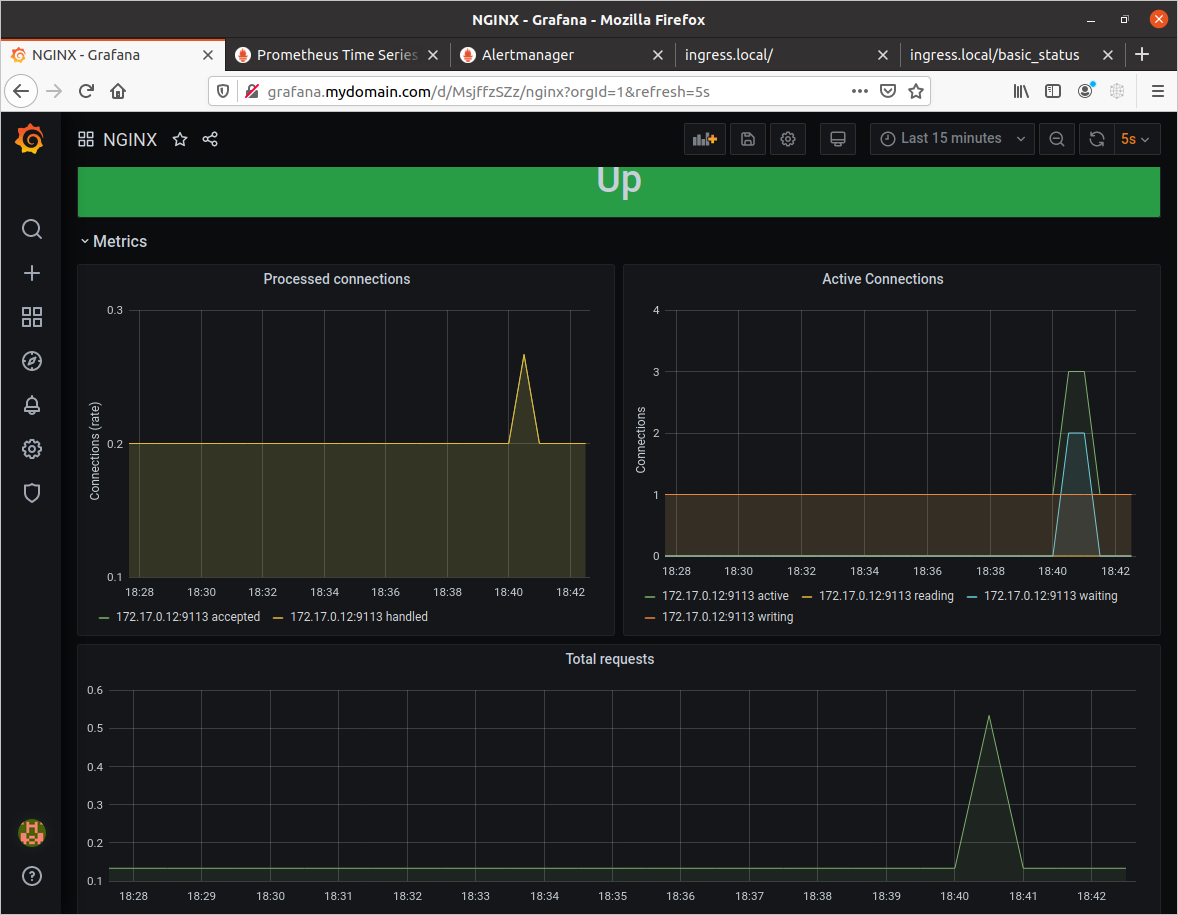 NGINX - Grafana - Mozilla Firefox
NGINX - Grafana
Prometheus Time Series
Alertmanager
ingress.local/
ingress.local/basic_status
grafana.mydomain.com/d/MsjffzSZz/nginx?orgId=1&refresh=5s
NGINX
Last 15 minutes
5s
Up
Metrics
Processed connections
Connections (rate)
0.3
0.2
0.1
18:28 18:30 18:32 18:34 18:36 18:38 18:40 18:42
172.17.0.12:9113 accepted 172.17.0.12:9113 handled
Active Connections
Connections
4
3
2
1
0
18:28 18:30 18:32 18:34 18:36 18:38 18:40 18:42
172.17.0.12:9113 active 172.17.0.12:9113 reading 172.17.0.12:9113 waiting
172.17.0.12:9113 writing
Total requests
0.6
0.5
0.4
0.3
0.2
0.1
18:28 18:29 18:30 18:31 18:32 18:33 18:34 18:35 18:36 18:37 18:38 18:39 18:40 18:41 18:42